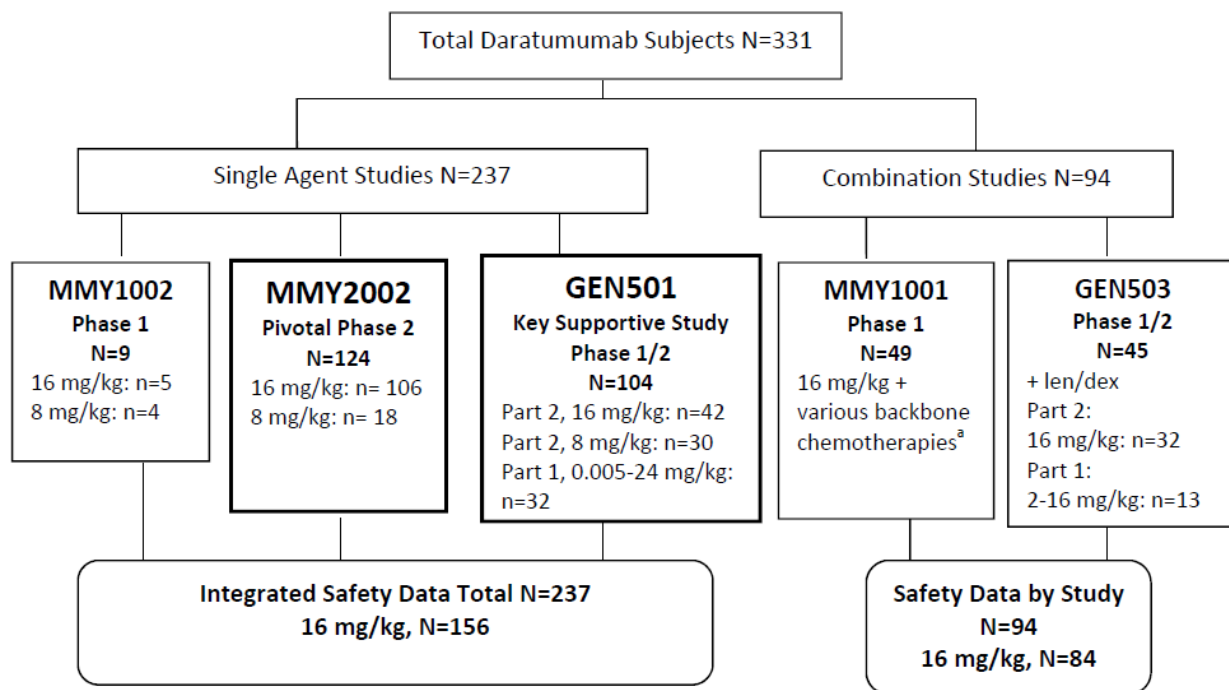 Total Daratumumab Subjects N=331
Single Agent Studies N=237
Combination Studies N=94
MMY1002
Phase 1
N=9
16 mg/kg: n=5
8 mg/kg: n=4
MMY2002
Pivotal Phase 2
N=124
16 mg/kg: n= 106
8 mg/kg: n= 18
GEN501
Key Supportive Study
Phase 1/2
N=104
Part 2, 16 mg/kg: n=42
Part 2, 8 mg/kg: n=30
Part 1, 0.005-24 mg/kg:
n=32
MMY1001
Phase 1
N=49
16 mg/kg +
various backbone
chemotherapiesᵃ
GEN503
Phase 1/2
N=45
+ len/dex
Part 2:
16 mg/kg: n=32
Part 1:
2-16 mg/kg: n=13
Integrated Safety Data Total N=237
16 mg/kg, N=156
Safety Data by Study
N=94
16 mg/kg, N=84